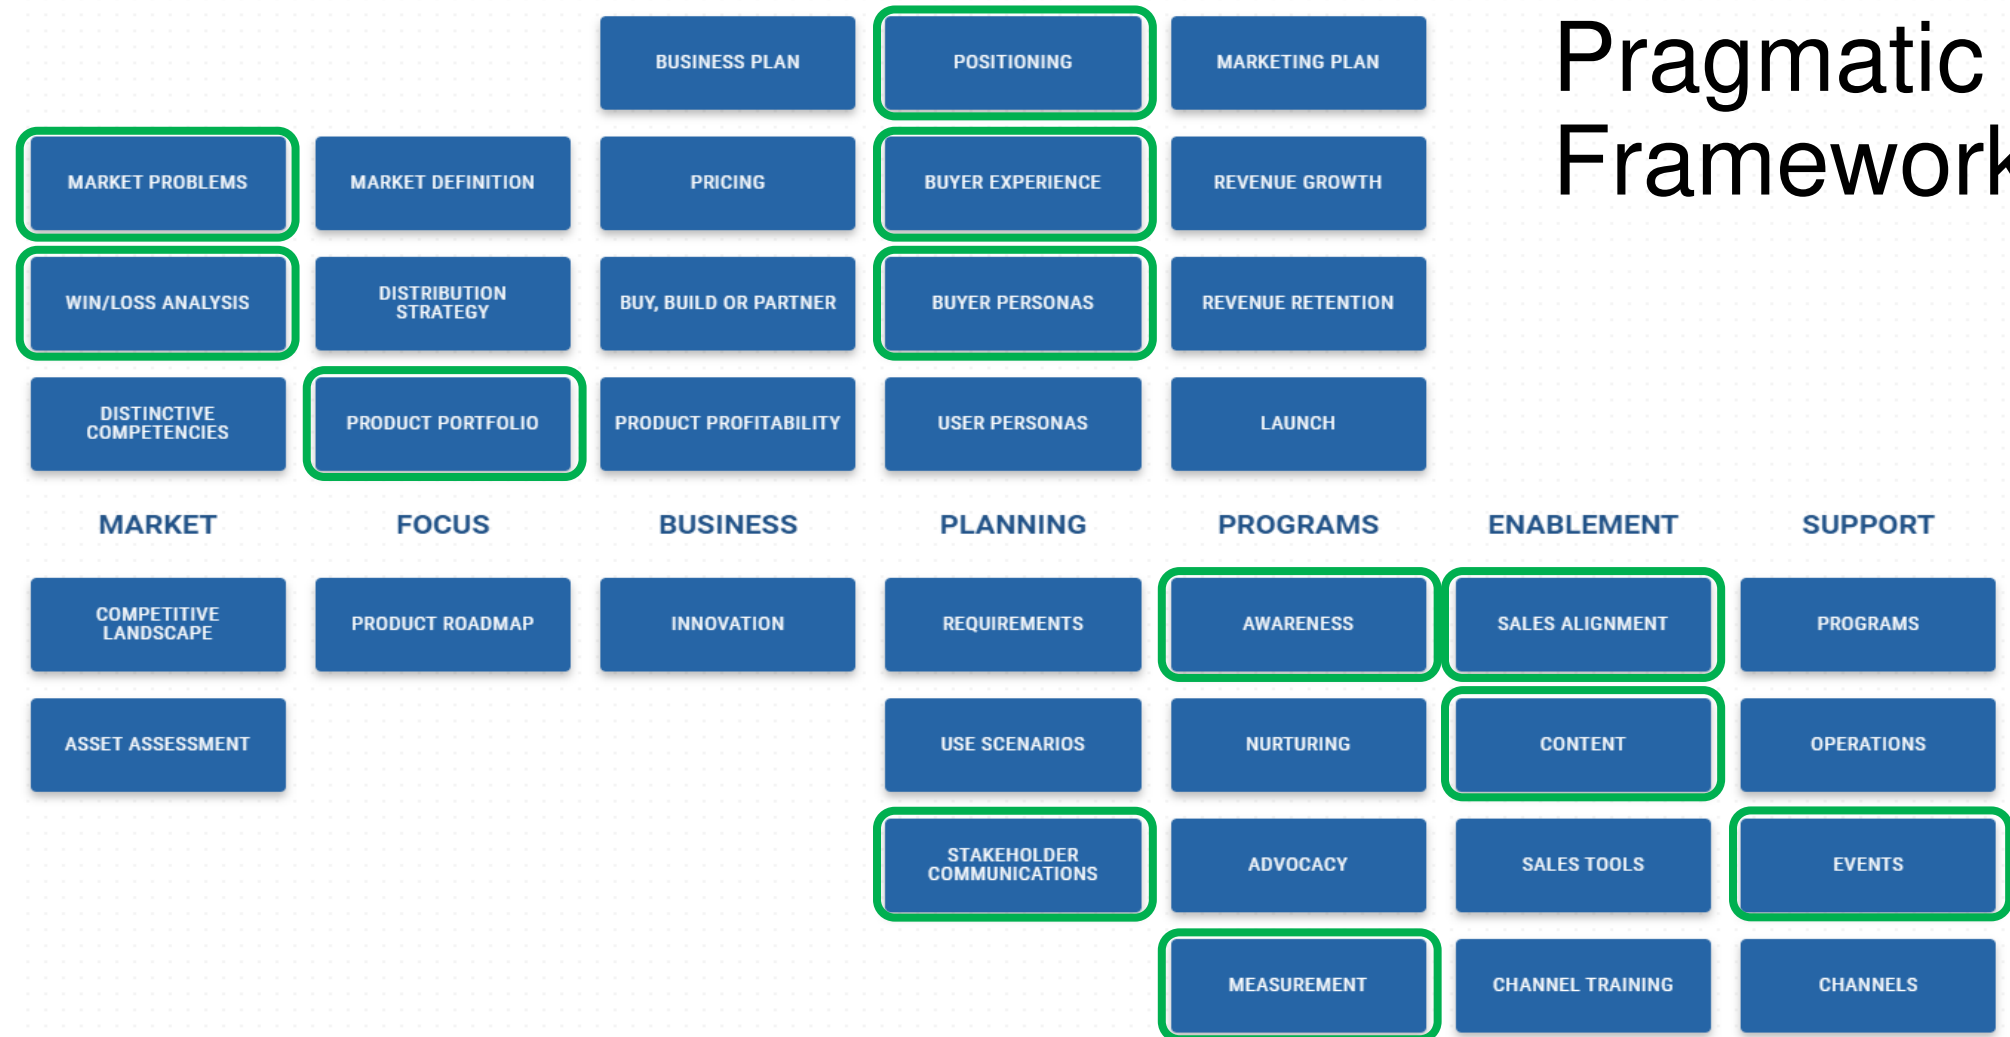 Pragmatic
Framework
BUSINESS PLAN
POSITIONING
MARKETING PLAN
MARKET PROBLEMS
MARKET DEFINITION
PRICING
BUYER EXPERIENCE
REVENUE GROWTH
WIN/LOSS ANALYSIS
DISTRIBUTION
STRATEGY
BUY, BUILD OR PARTNER
BUYER PERSONAS
REVENUE RETENTION
DISTINCTIVE
COMPETENCIES
PRODUCT PORTFOLIO
PRODUCT PROFITABILITY
USER PERSONAS
LAUNCH
MARKET
FOCUS
BUSINESS
PLANNING
PROGRAMS
ENABLEMENT
SUPPORT
COMPETITIVE
LANDSCAPE
PRODUCT ROADMAP
INNOVATION
REQUIREMENTS
AWARENESS
SALES ALIGNMENT
PROGRAMS
ASSET ASSESSMENT
USE SCENARIOS
NURTURING
CONTENT
OPERATIONS
STAKEHOLDER
COMMUNICATIONS
ADVOCACY
SALES TOOLS
EVENTS
MEASUREMENT
CHANNEL TRAINING
CHANNELS